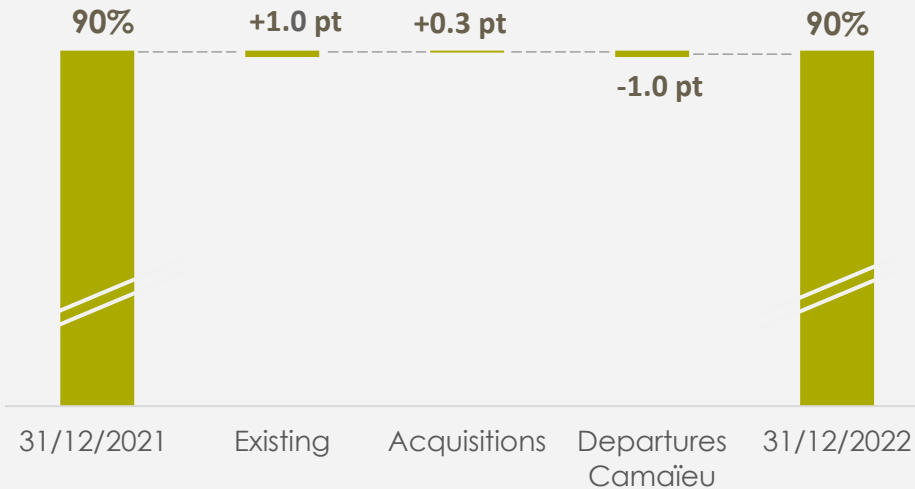 90%
+1.0 pt
+0.3 pt
90%
-1.0 pt
31/12/2021
Existing
Acquisitions
Departures
Camaïeu
31/12/2022